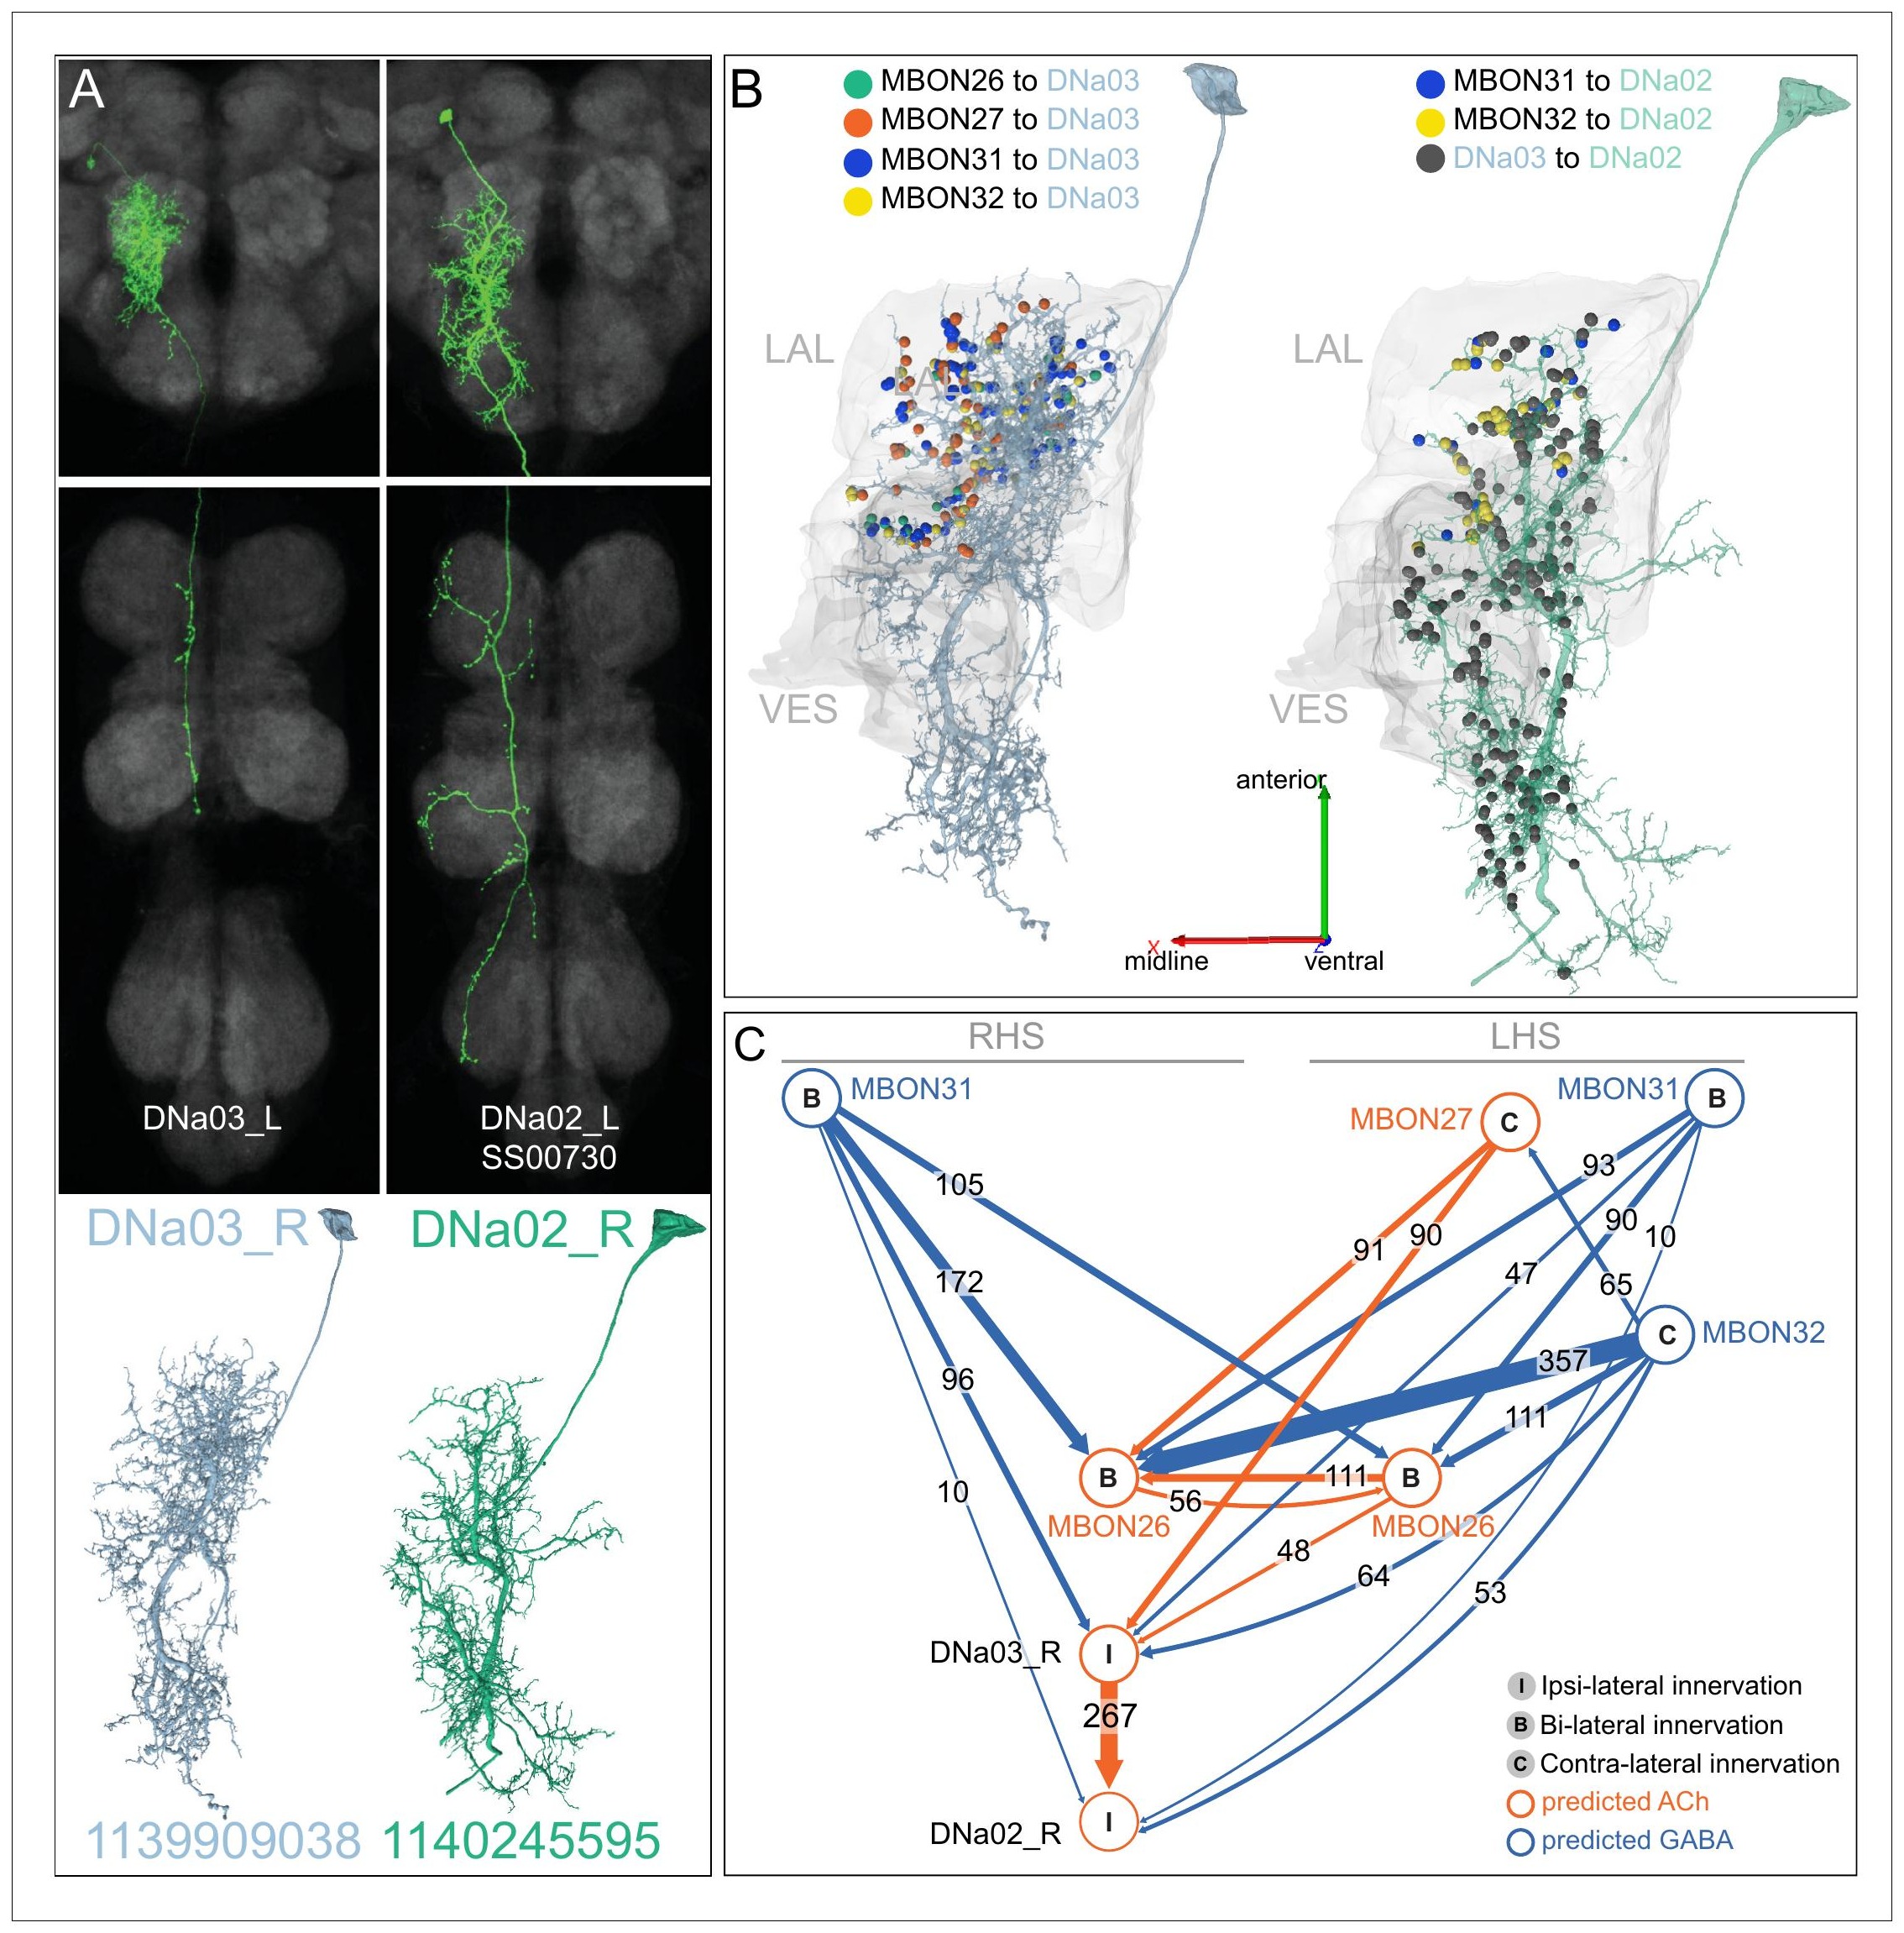 A
DNa03_L
DNa02_L
SS00730
DNa03_R
DNa02_R
1139909038
1140245595
B
MBON26 to DNa03
MBON27 to DNa03
MBON31 to DNa03
MBON32 to DNa03
MBON31 to DNa02
MBON32 to DNa02
DNa03 to DNa02
LAL
LAL
LAL
VES
VES
anterior
x
z
midline
ventral
C
RHS
LHS
B
MBON31
MBON27
C
MBON31
B
105
93
91
90
90
10
172
47
65
C
MBON32
357
96
111
B
111
B
10
56
MBON26
MBON26
48
64
53
DNa03_R
I
267
DNa02_R
I
I Ipsi-lateral innervation
B Bi-lateral innervation
C Contra-lateral innervation
predicted ACh
predicted GABA